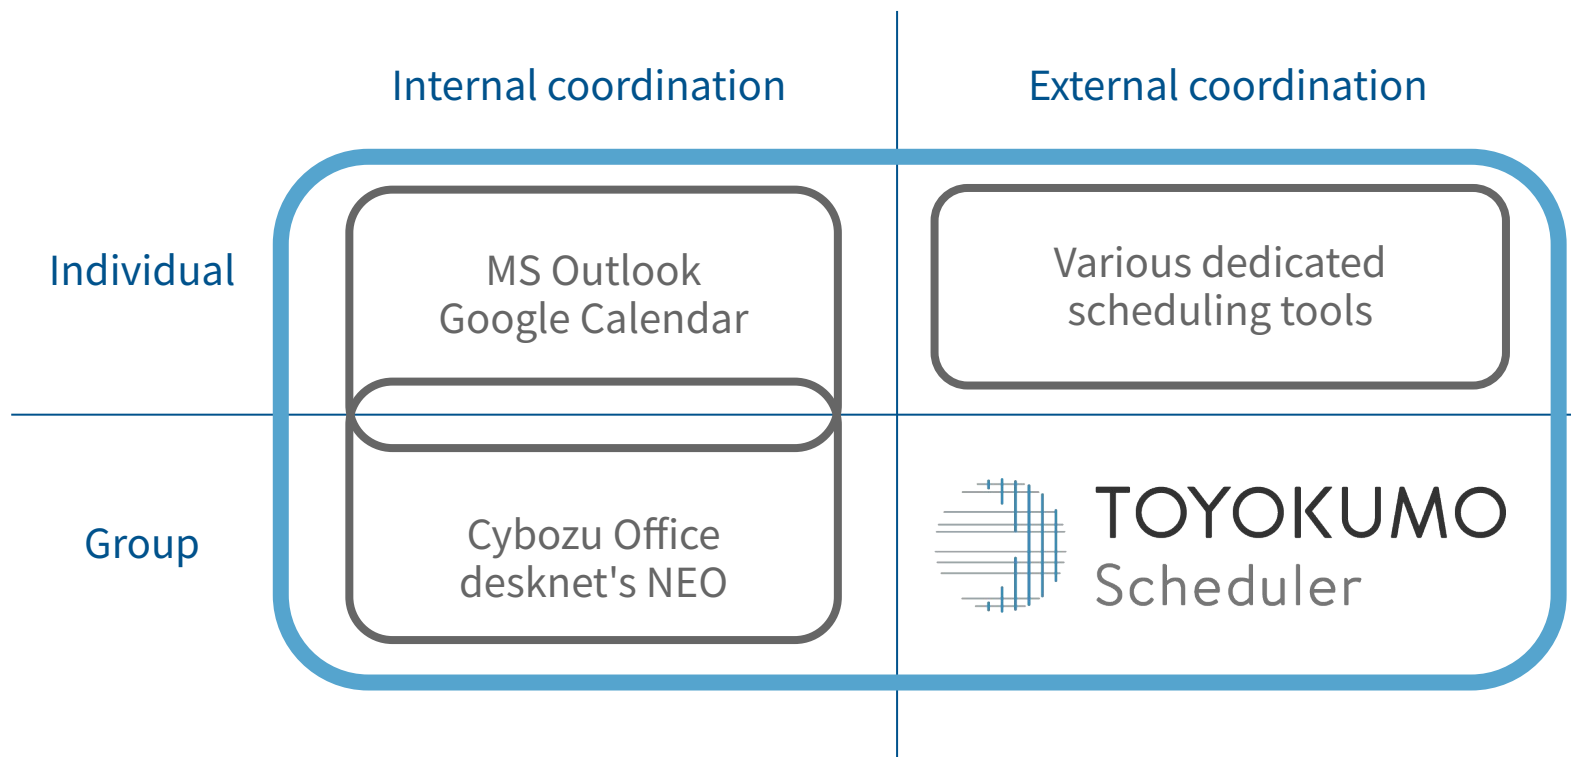 Internal coordination
External coordination
Individual
MS Outlook
Google Calendar
Various dedicated
scheduling tools
Group
Cybozu Office
desknet's NEO
TOYOKUMO
Scheduler